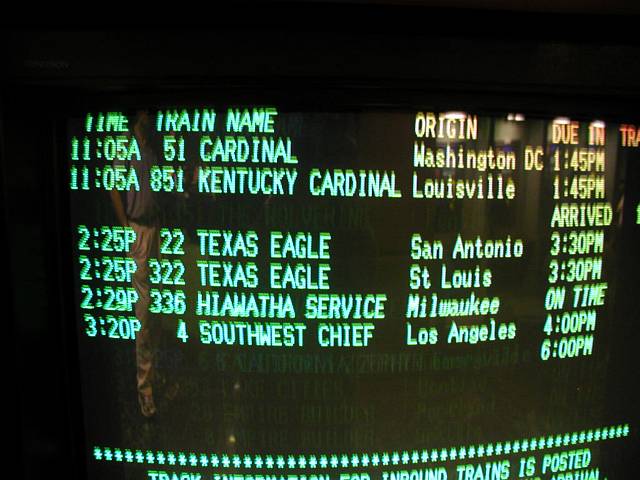 TIME TRAIN NAME ORIGIN DUE IN TRA
11:05A 51 CARDINAL Washington DC 1:45PM
11:05A 851 KENTUCKY CARDINAL Louisville 1:45PM
ARRIVED
2:25P 22 TEXAS EAGLE San Antonio 3:30PM
2:25P 322 TEXAS EAGLE St Louis 3:30PM
2:29P 336 HIAWATHA SERVICE Milwaukee ON TIME
3:20P 4 SOUTHWEST CHIEF Los Angeles 4:00PM
6:00PM
TRACK INFORMATION FOR INBOUND TRAINS IS POSTED
ARRIVAL.